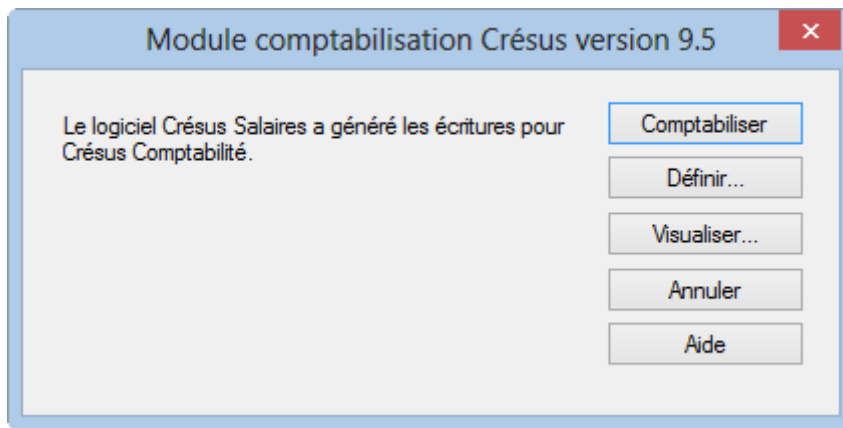 Module comptabilisation Crésus version 9.5
Le logiciel Crésus Salaires a généré les écritures pour
Crésus Comptabilité.
Comptabiliser
Définir...
Visualiser...
Annuler
Aide